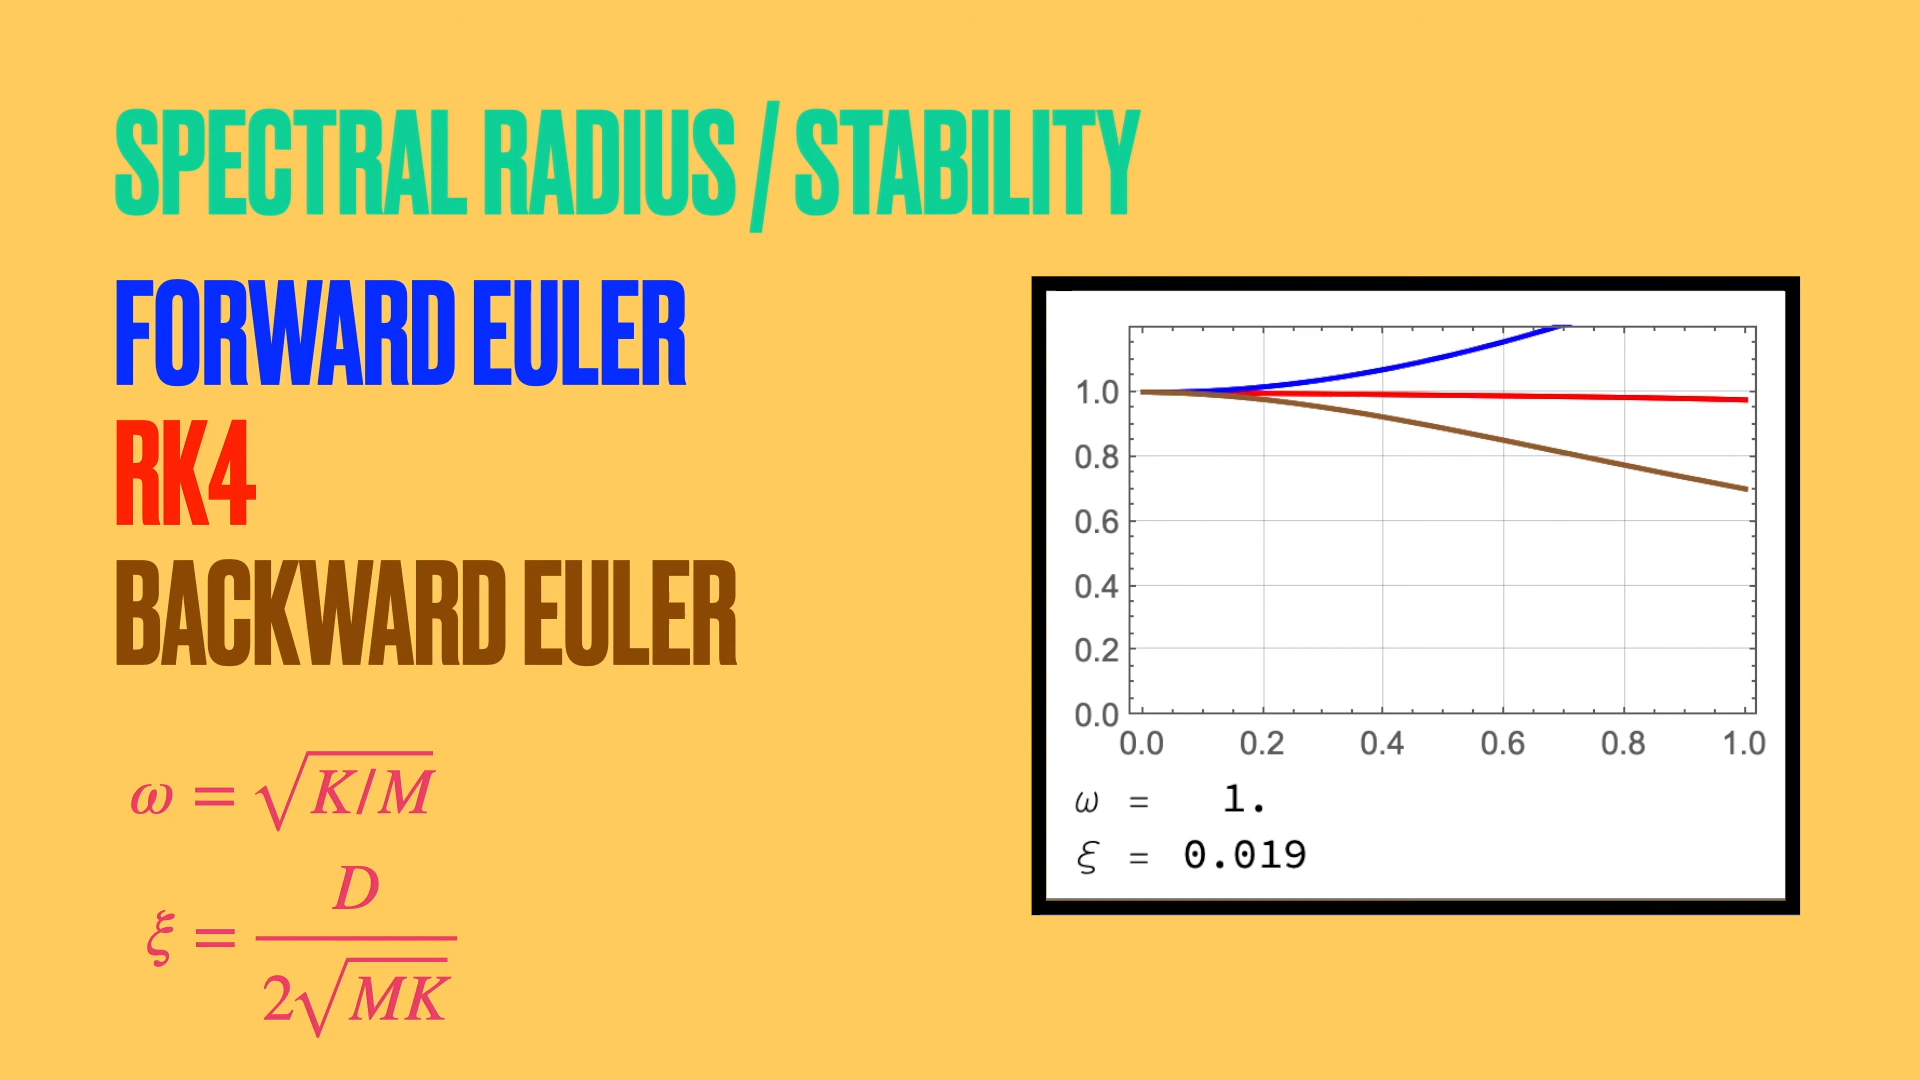 SPECTRAL RADIUS / STABILITY
FORWARD EULER
RK4
BACKWARD EULER
ω = √K/M
ξ = D / 2√MK
1.0
0.8
0.6
0.4
0.2
0.0
0.0 0.2 0.4 0.6 0.8 1.0
ω = 1.
ξ = 0.019